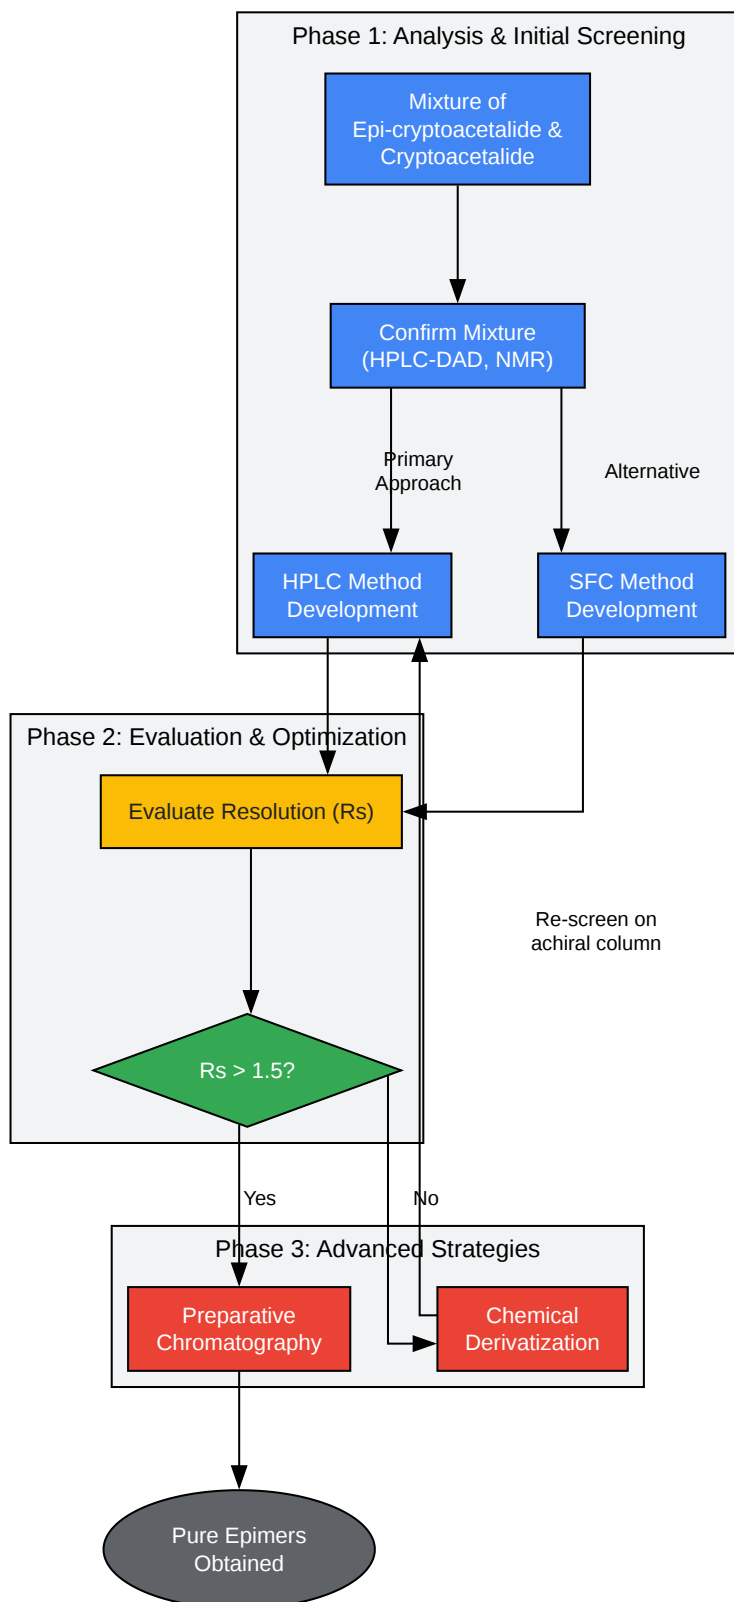 Phase 1: Analysis & Initial Screening
Mixture of
Epi-cryptoacetalide &
Cryptoacetalide
Confirm Mixture
(HPLC-DAD, NMR)
Primary
Approach
Alternative
HPLC Method
Development
SFC Method
Development
Phase 2: Evaluation & Optimization
Evaluate Resolution (Rs)
Re-screen on
achiral column
Rs > 1.5?
Yes
No
Phase 3: Advanced Strategies
Preparative
Chromatography
Chemical
Derivatization
Pure Epimers
Obtained